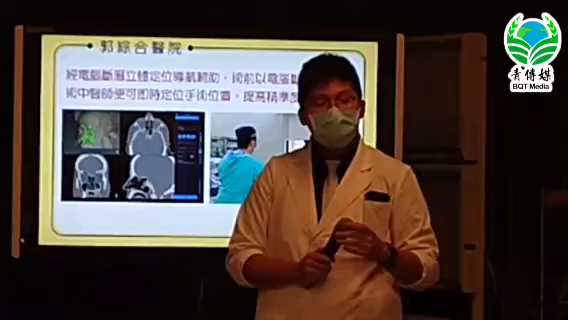 郭綜合醫院
經電腦斷層立體定位導航輔助，術前以電腦斷
術中醫師便可即時定位手術位置，提高精準度
青傳媒
BQT Media